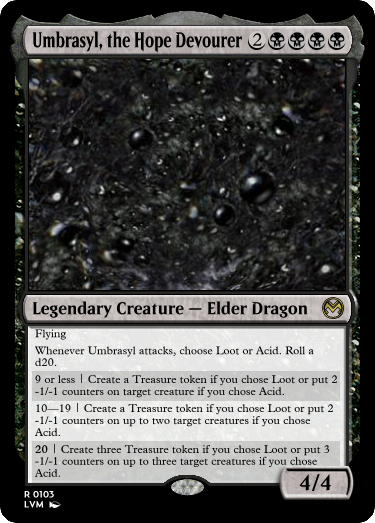 Umbrasyl, the Hope Devourer 2
Legendary Creature — Elder Dragon
Flying
Whenever Umbrasyl attacks, choose Loot or Acid. Roll a
d20.
9 or less | Create a Treasure token if you chose Loot or put 2
-1/-1 counters on target creature if you chose Acid.
10—19 | Create a Treasure token if you chose Loot or put 2
-1/-1 counters on up to two target creatures if you chose
Acid.
20 | Create three Treasure token if you chose Loot or put 3
-1/-1 counters on up to three target creatures if you chose
Acid.
4/4
R 0103
LVM